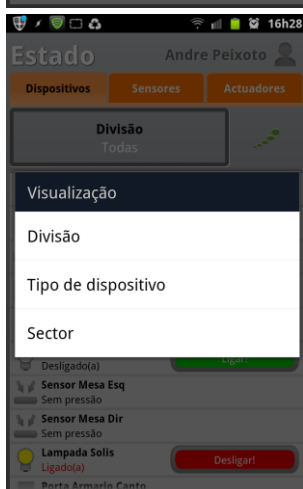 16h28
Estado
Andre Peixoto
Dispositivos
Sensores
Actuadores
Divisão
Todas
Visualização
Divisão
Tipo de dispositivo
Sector
Desligado(a)
Ligar!
Sensor Mesa Esq
Sem pressão
Sensor Mesa Dir
Sem pressão
Lampada Solis
Ligado(a)
Desligar!
Porta Armario Canto